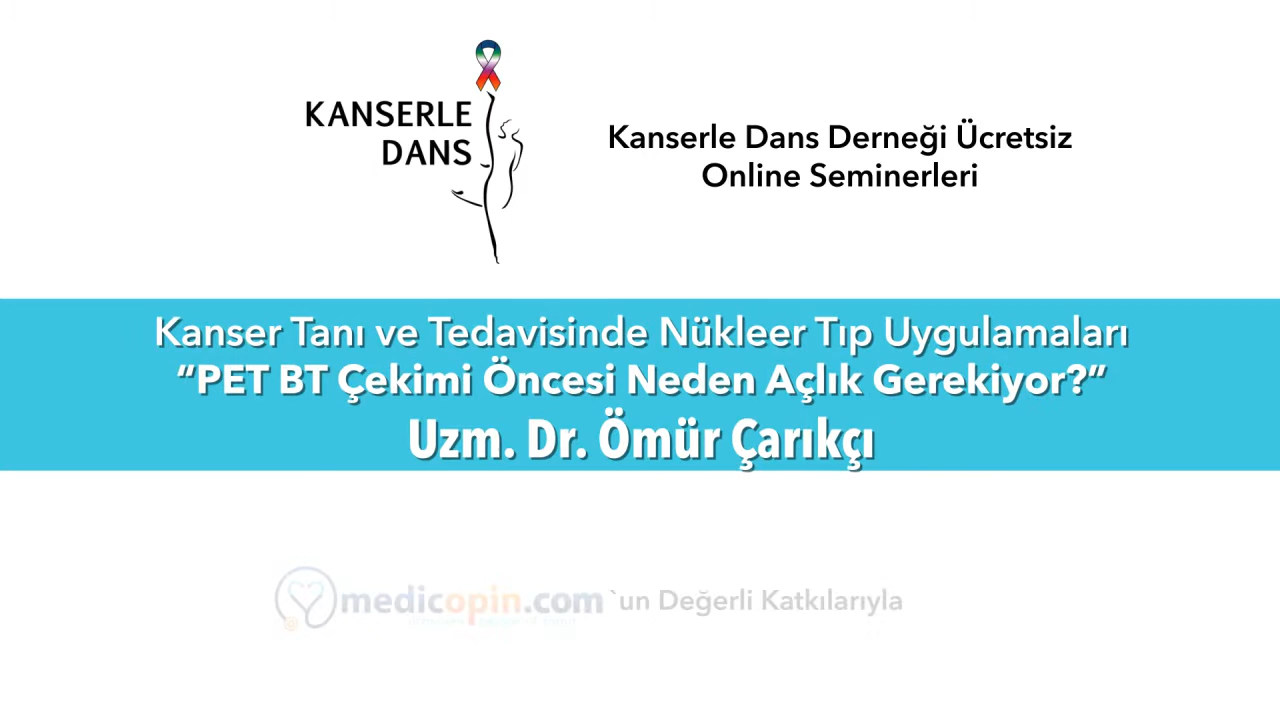 KANSERLE
DANS
Kanserle Dans Derneği Ücretsiz
Online Seminerleri
Kanser Tanı ve Tedavisinde Nükleer Tıp Uygulamaları
“PET BT Çekimi Öncesi Neden Açlık Gerekiyor?”
Uzm. Dr. Ömür Çarıkçı
medicopin.com `un Değerli Katkılarıyla